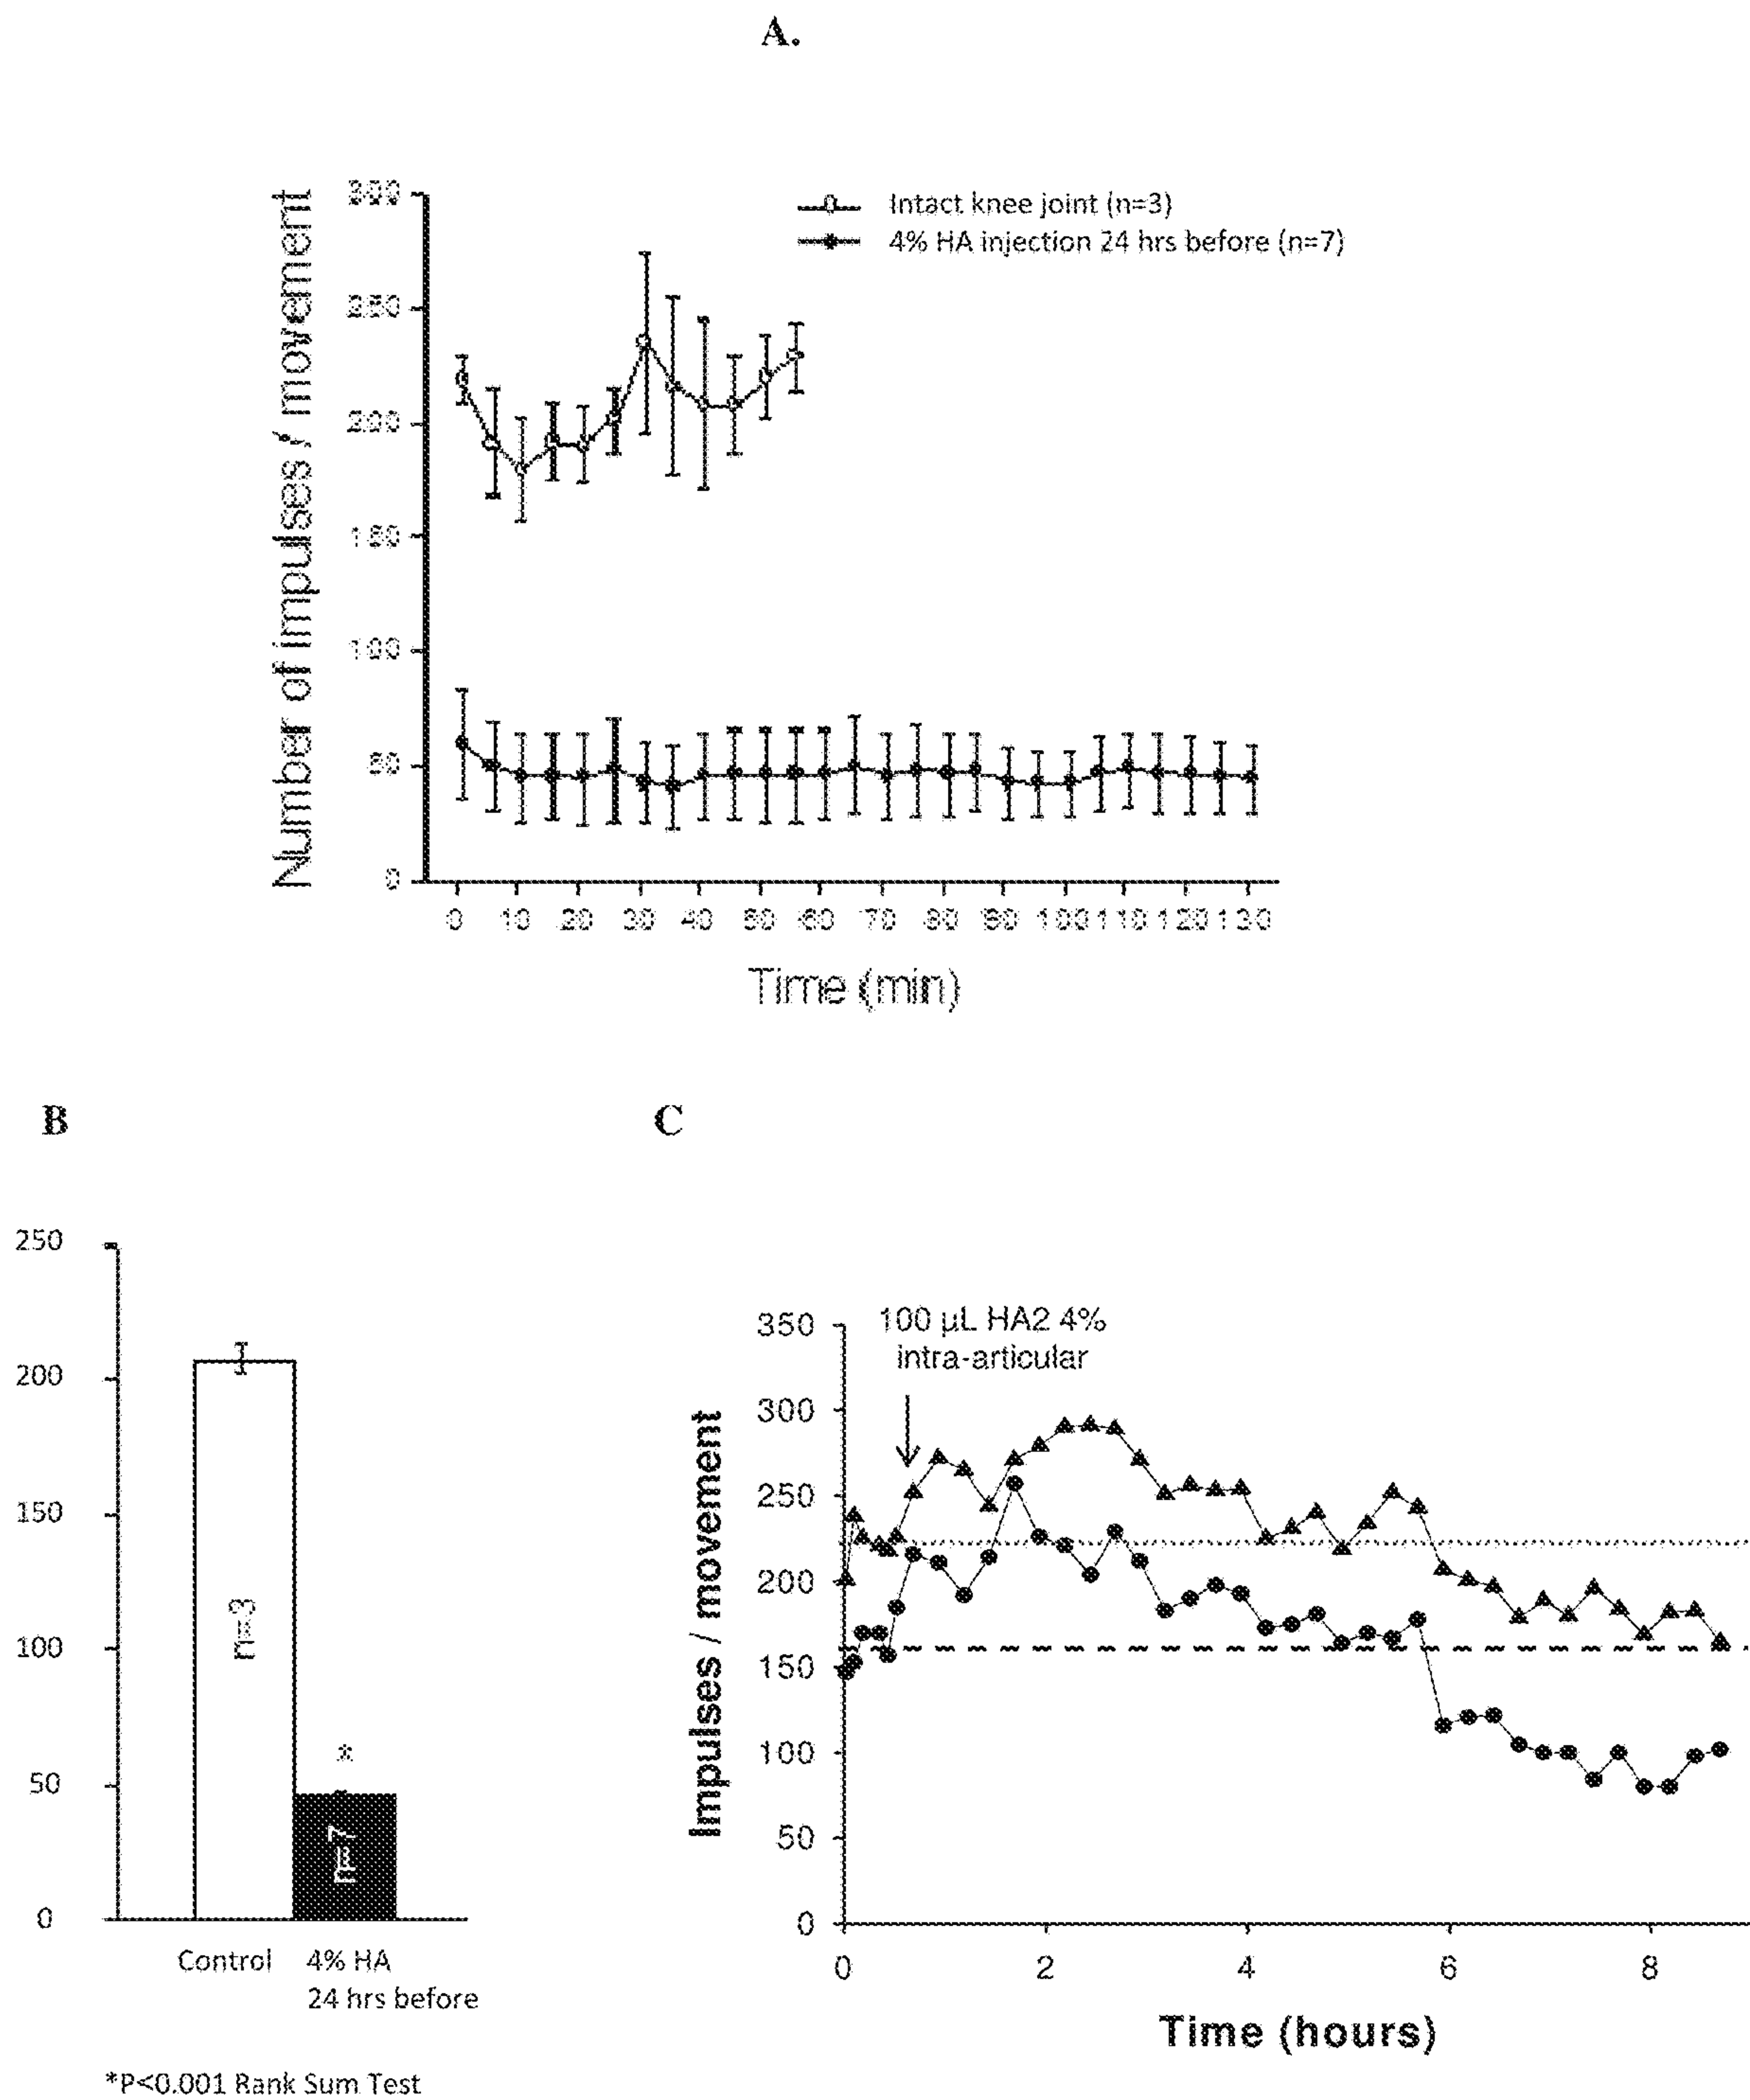 A.
Number of impulses / movement
300
250
200
150
100
50
0
Intact knee joint (n=3)
4% HA injection 24 hrs before (n=7)
0 10 20 30 40 50 60 70 80 90 100 110 120 130
Time (min)
B
250
200
150
100
50
0
n=3
*
n=7
Control
4% HA
24 hrs before
*P<0.001 Rank Sum Test
C
Impulses / movement
350
300
250
200
150
100
50
0
100 µL HA2 4%
intra-articular
0 2 4 6 8
Time (hours)